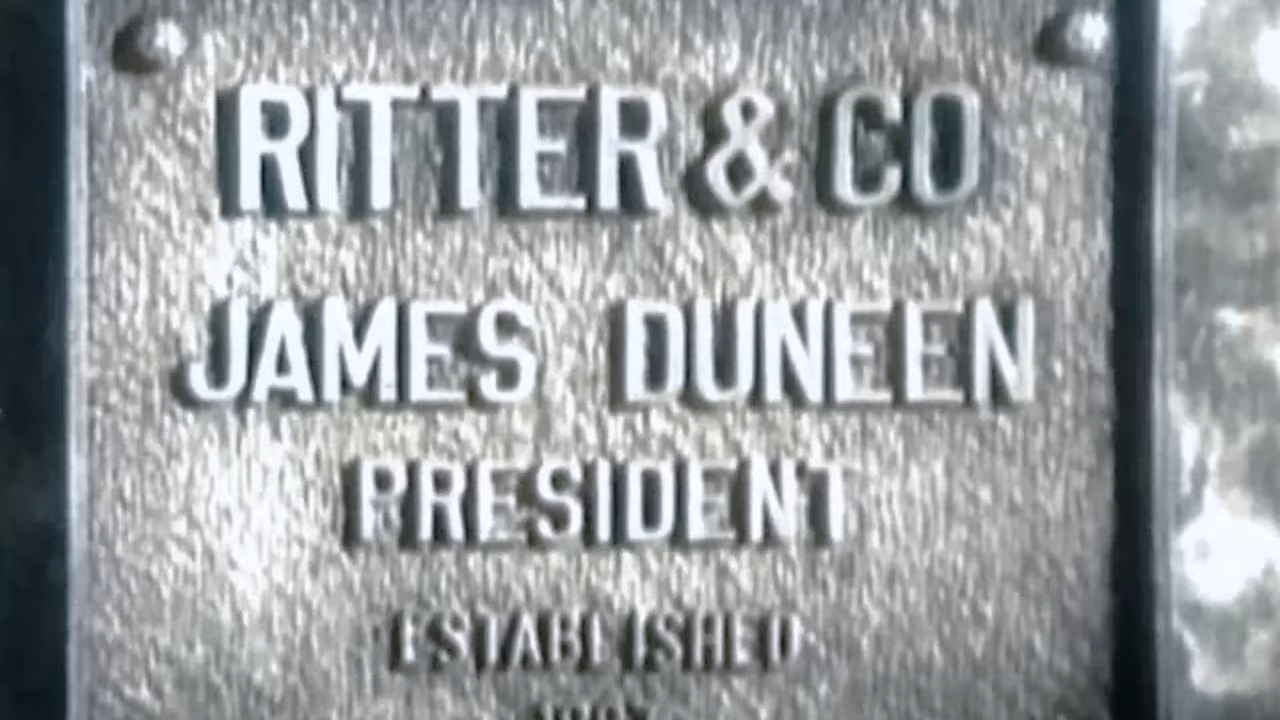 RITTER & CO
JAMES DUNEEN
PRESIDENT
ESTABLISHED